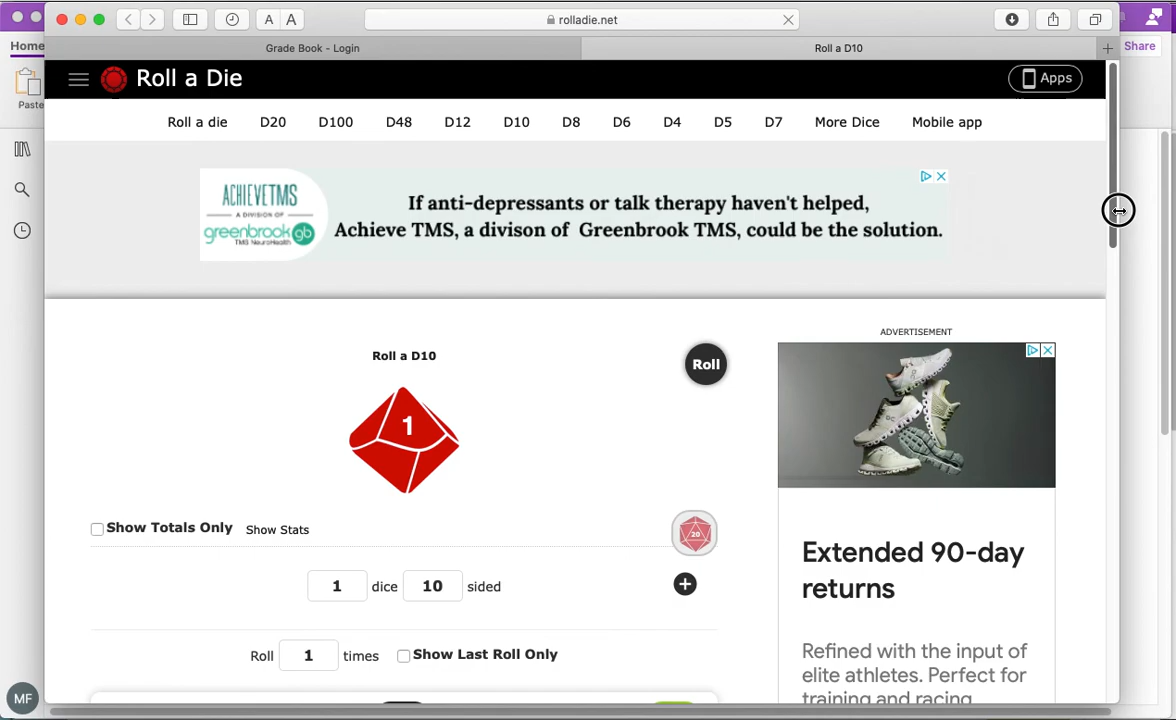 rolladie.net
Home
Share
Grade Book - Login
Roll a D10
Paste
Roll a Die
Apps
Roll a die D20 D100 D48 D12 D10 D8 D6 D4 D5 D7 More Dice Mobile app
ACHIEVETMS
A DIVISION OF
greenbrook gb
TMS NeuroHealth
If anti-depressants or talk therapy haven't helped,
Achieve TMS, a divison of Greenbrook TMS, could be the solution.
ADVERTISEMENT
Roll a D10
Roll
1
Show Totals Only Show Stats
20
1 dice 10 sided
Roll 1 times Show Last Roll Only
Extended 90-day
returns
Refined with the input of
elite athletes. Perfect for
training and racing
MF